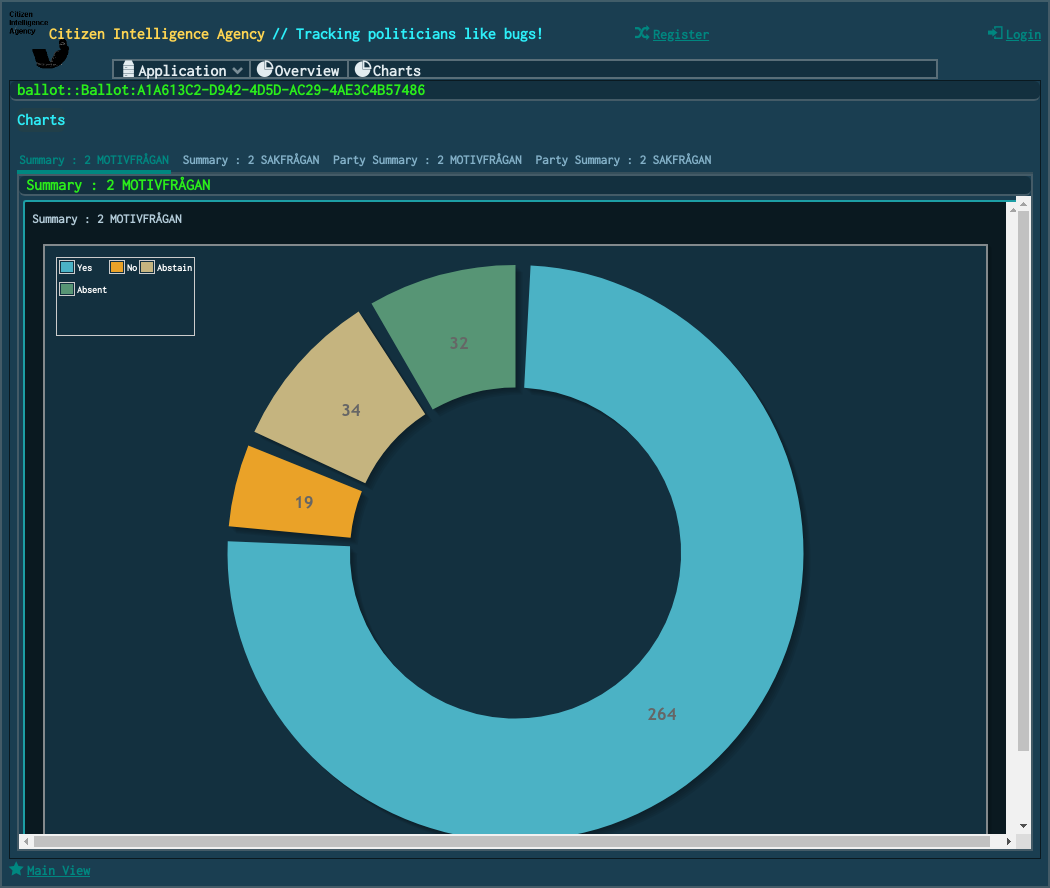 Citizen
Intelligence
Agency
Citizen Intelligence Agency // Tracking politicians like bugs!
Register
Login
Application
Overview
Charts
ballot::Ballot:A1A613C2-D942-4D5D-AC29-4AE3C4B57486
Charts
Summary : 2 MOTIVFRÅGAN
Summary : 2 SAKFRÅGAN
Party Summary : 2 MOTIVFRÅGAN
Party Summary : 2 SAKFRÅGAN
Summary : 2 MOTIVFRÅGAN
Summary : 2 MOTIVFRÅGAN
Yes
No
Abstain
Absent
32
34
19
264
Main View